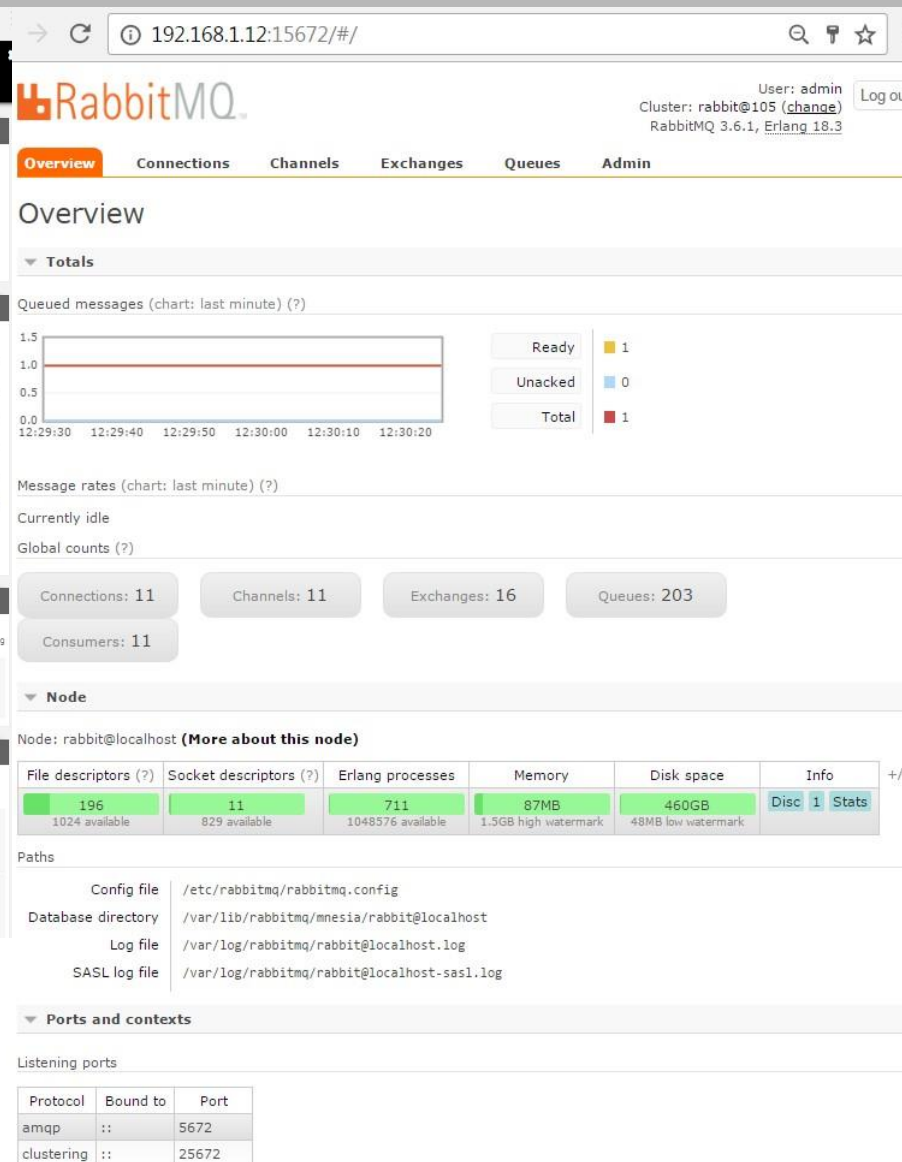 192.168.1.12:15672/#/
RabbitMQ
User: admin
Log ou
Cluster: rabbit@105 (change)
RabbitMQ 3.6.1, Erlang 18.3
Overview Connections Channels Exchanges Queues Admin
Overview
Totals
Queued messages (chart: last minute) (?)
1.5
1.0
0.5
0.0
12:29:30 12:29:40 12:29:50 12:30:00 12:30:10 12:30:20
Ready 1
Unacked 0
Total 1
Message rates (chart: last minute) (?)
Currently idle
Global counts (?)
Connections: 11 Channels: 11 Exchanges: 16 Queues: 203
Consumers: 11
Node
Node: rabbit@localhost (More about this node)
File descriptors (?) Socket descriptors (?) Erlang processes Memory Disk space Info +/
196 11 711 87MB 460GB Disc 1 Stats
1024 available 829 available 1048576 available 1.5GB high watermark 48MB low watermark
Paths
Config file /etc/rabbitmq/rabbitmq.config
Database directory /var/lib/rabbitmq/mnesia/rabbit@localhost
Log file /var/log/rabbitmq/rabbit@localhost.log
SASL log file /var/log/rabbitmq/rabbit@localhost-sasl.log
Ports and contexts
Listening ports
Protocol Bound to Port
amqp :: 5672
clustering :: 25672